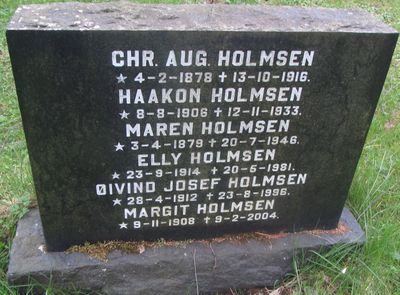 CHR. AUG. HOLMSEN
★ 4-2-1878 ✝ 13-10-1916.
HAAKON HOLMSEN
★ 8-8-1906 ✝ 12-11-1933.
MAREN HOLMSEN
★ 3-4-1879 ✝ 20-7-1946.
ELLY HOLMSEN
★ 23-9-1914 ✝ 20-5-1981.
ØIVIND JOSEF HOLMSEN
★ 28-4-1912 ✝ 23-8-1996.
MARGIT HOLMSEN
★ 9-11-1908 ✝ 9-2-2004.